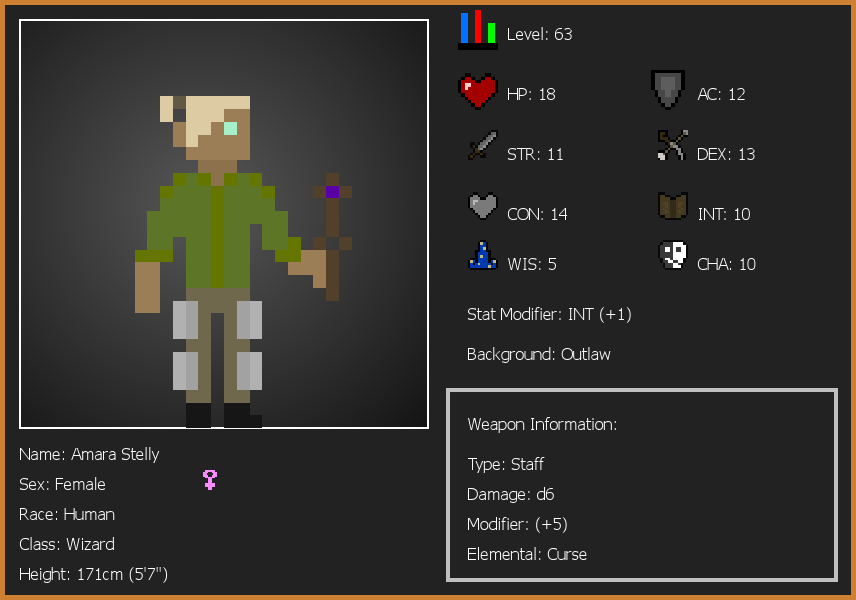 Level: 63
HP: 18
AC: 12
STR: 11
DEX: 13
CON: 14
INT: 10
WIS: 5
CHA: 10
Stat Modifier: INT (+1)
Background: Outlaw
Weapon Information:
Type: Staff
Damage: d6
Modifier: (+5)
Elemental: Curse
Name: Amara Stelly
Sex: Female
Race: Human
Class: Wizard
Height: 171cm (5'7")